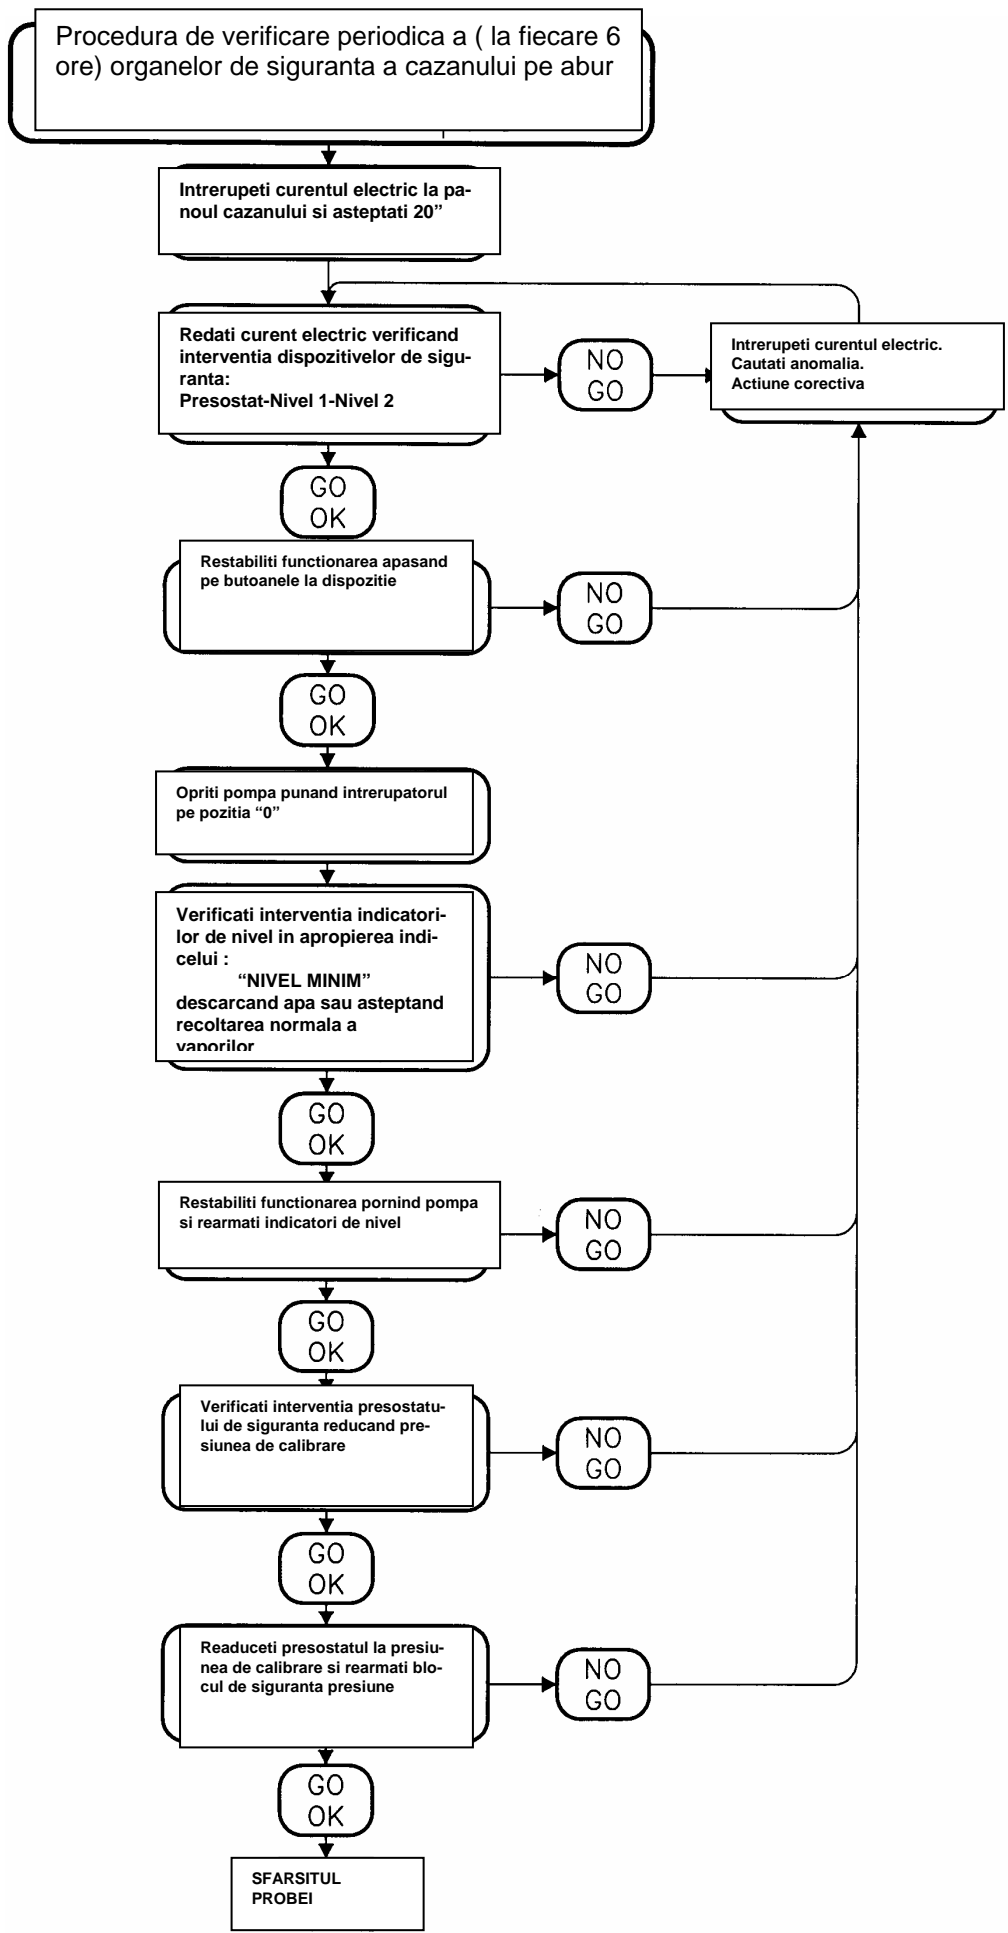 Procedura de verificare periodica a ( la fiecare 6
ore) organelor de siguranta a cazanului pe abur
Intrerupeti curentul electric la pa-
noul cazanului si asteptati 20”
Redati curent electric verificand
interventia dispozitivelor de sigu-
ranta:
Presostat-Nivel 1-Nivel 2
NO
GO
Intrerupeti curentul electric.
Cautati anomalia.
Actiune corectiva
GO
OK
Restabiliti functionarea apasand
pe butoanele la dispozitie
NO
GO
GO
OK
Opriti pompa punand intrerupatorul
pe pozitia “0”
Verificati interventia indicatori-
lor de nivel in apropierea indi-
celui :
“NIVEL MINIM”
descarcand apa sau asteptand
recoltarea normala a
vaporilor
NO
GO
GO
OK
Restabiliti functionarea pornind pompa
si rearmati indicatori de nivel
NO
GO
GO
OK
Verificati interventia presostatu-
lui de siguranta reducand pre-
siunea de calibrare
NO
GO
GO
OK
Readuceti presostatul la presiu-
nea de calibrare si rearmati blo-
cul de siguranta presiune
NO
GO
GO
OK
SFARSITUL
PROBEI